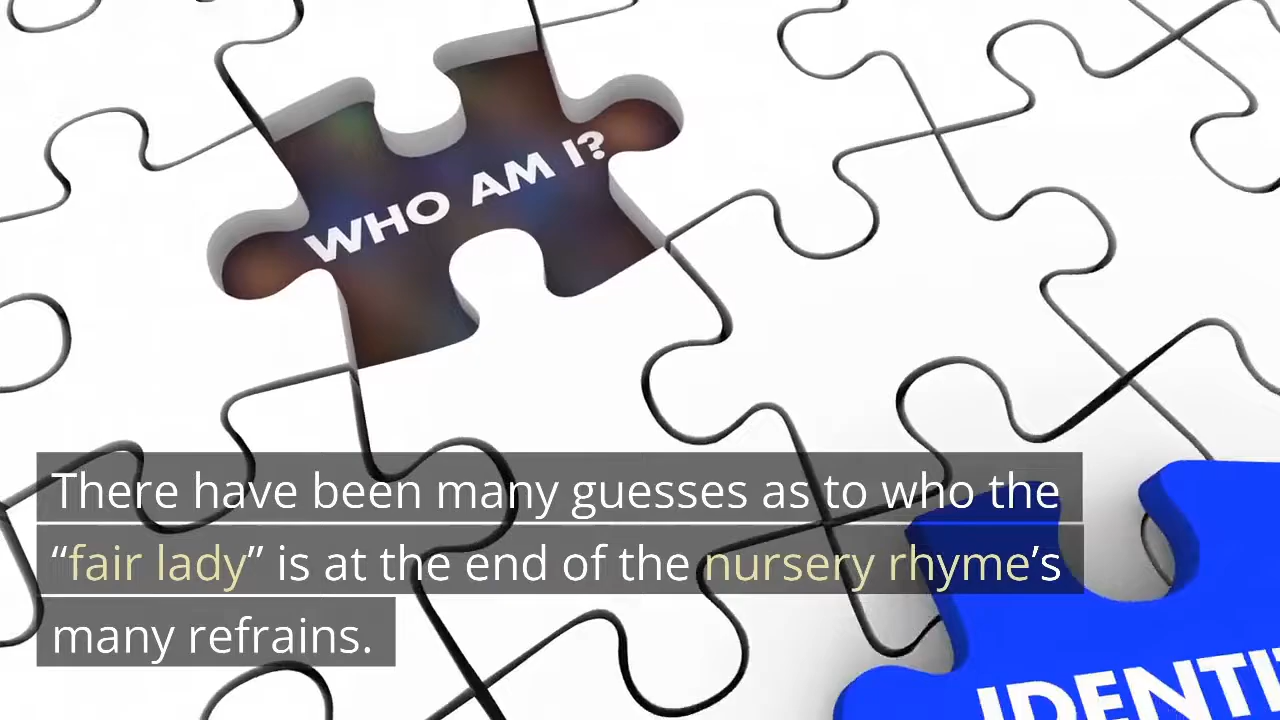 WHO AM I?
There have been many guesses as to who the
“fair lady” is at the end of the nursery rhyme’s
many refrains.
IDENTI